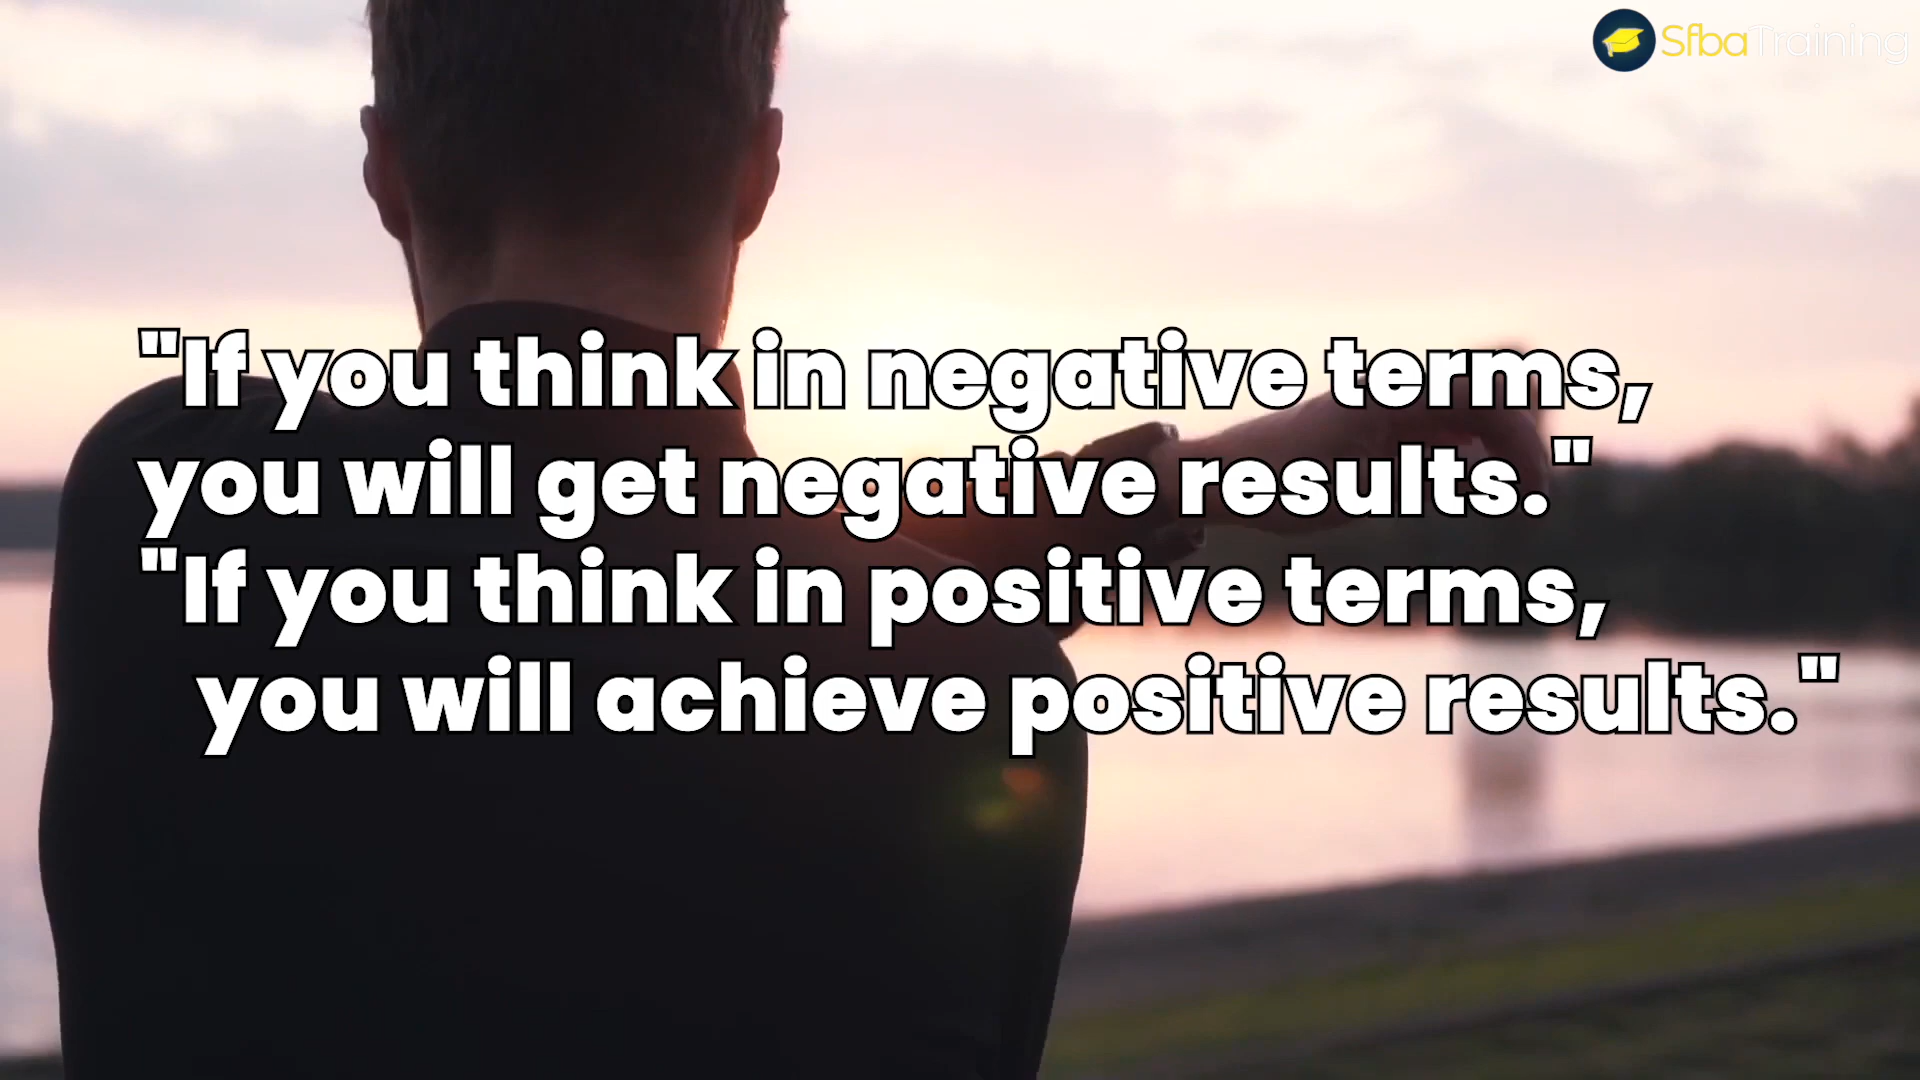 SfbaTraining
"If you think in negative terms,
you will get negative results."
"If you think in positive terms,
you will achieve positive results."